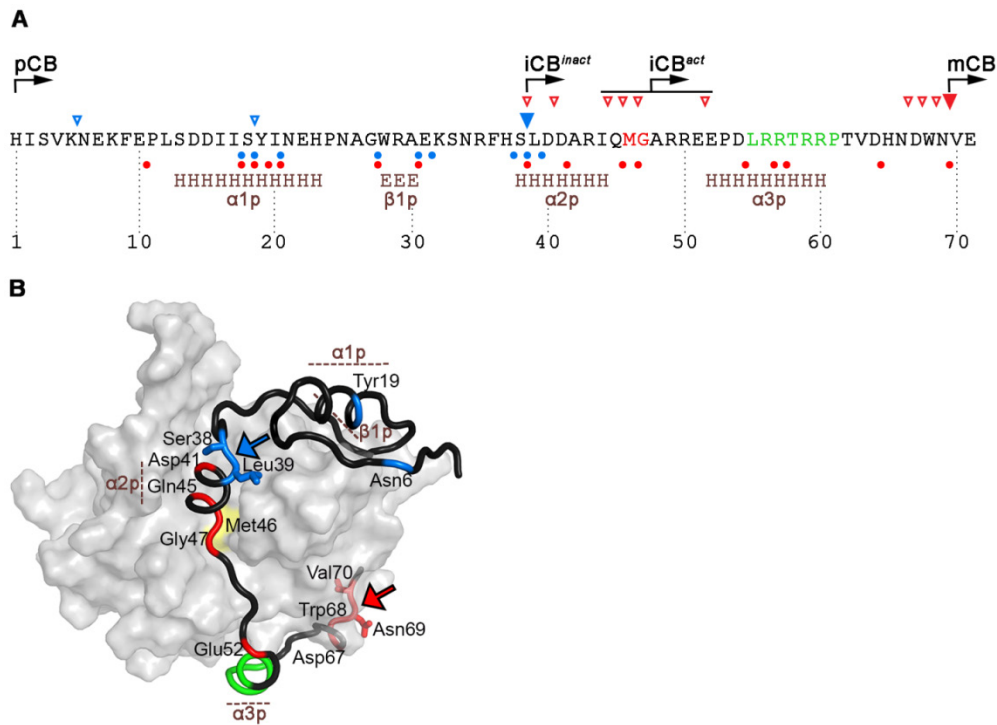 A
pCB iCBinact iCBact mCB
HISVKNEKFEPLSDDIISYINEHPNAGWRAEKSNRFHSLDDARIQMGARREEPDLRRTRRPTVDHNDWNVE
HHHHHHHHHHH EEE HHHHHHH HHHHHHHHH
α1p β1p α2p α3p
1 10 20 30 40 50 60 70
B
α1p
Tyr19
β1p
Ser38
Asp41
Leu39
Asn6
α2p
Gln45
Met46
Gly47
Val70
Trp68
Asn69
Glu52
Asp67
α3p